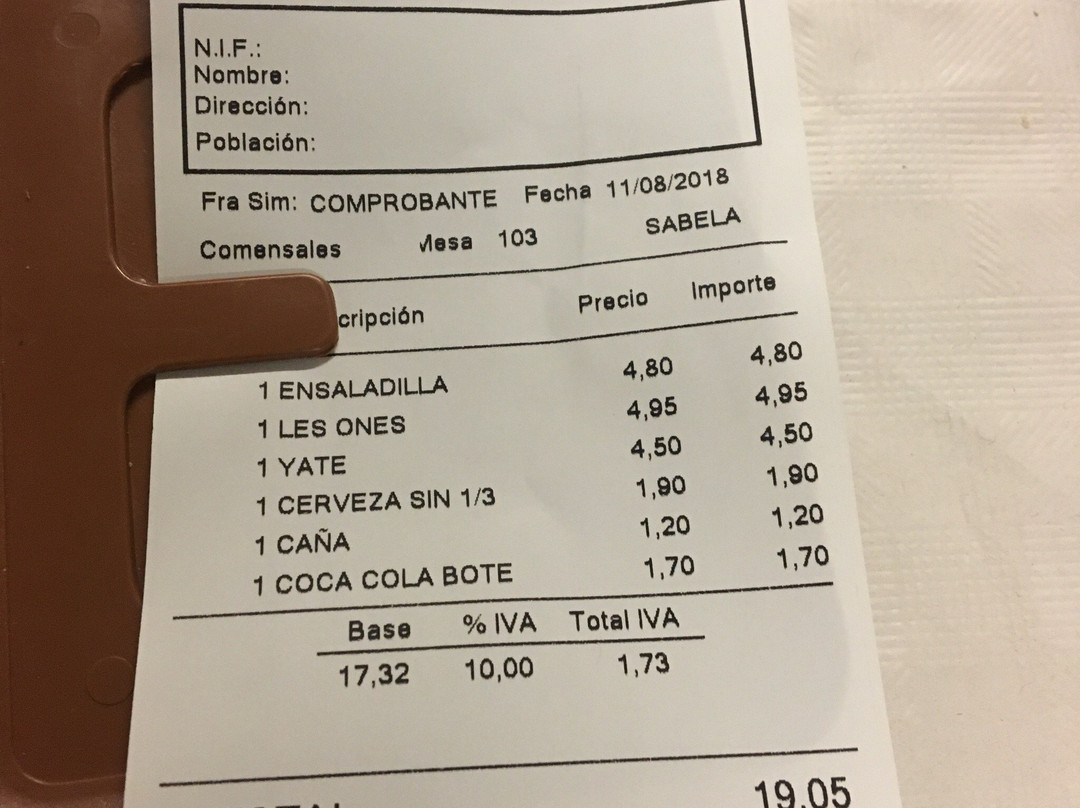 N.I.F.:
Nombre:
Dirección:
Población:
Fra Sim: COMPROBANTE Fecha 11/08/2018
Comensales Mesa 103 SABELA
cripción Precio Importe
1 ENSALADILLA 4,80 4,80
1 LES ONES 4,95 4,95
1 YATE 4,50 4,50
1 CERVEZA SIN 1/3 1,90 1,90
1 CAÑA 1,20 1,20
1 COCA COLA BOTE 1,70 1,70
Base % IVA Total IVA
17,32 10,00 1,73
19,05